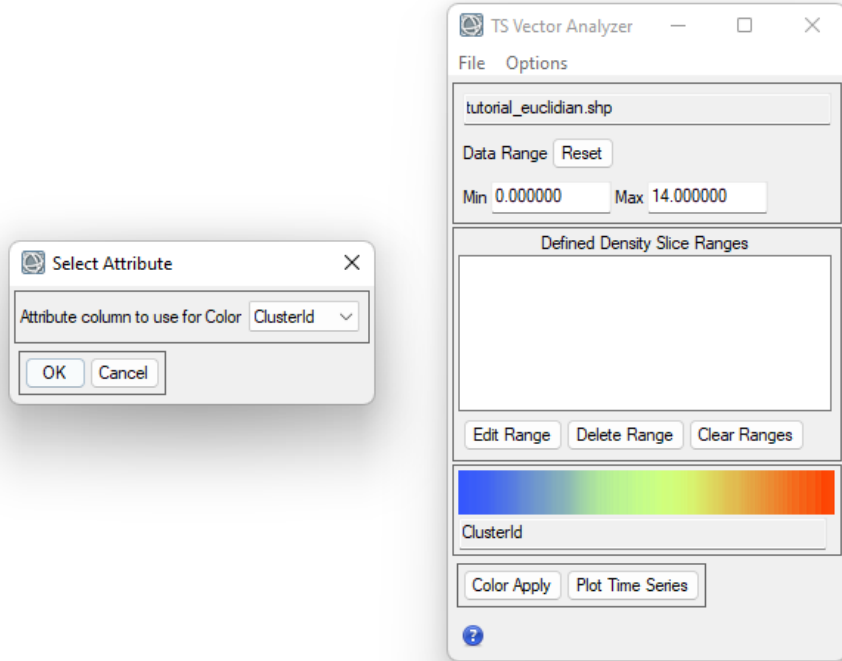 Select Attribute
Attribute column to use for Color ClusterId
OK Cancel
TS Vector Analyzer
File Options
tutorial_euclidian.shp
Data Range Reset
Min 0.000000 Max 14.000000
Defined Density Slice Ranges
Edit Range Delete Range Clear Ranges
ClusterId
Color Apply Plot Time Series
?